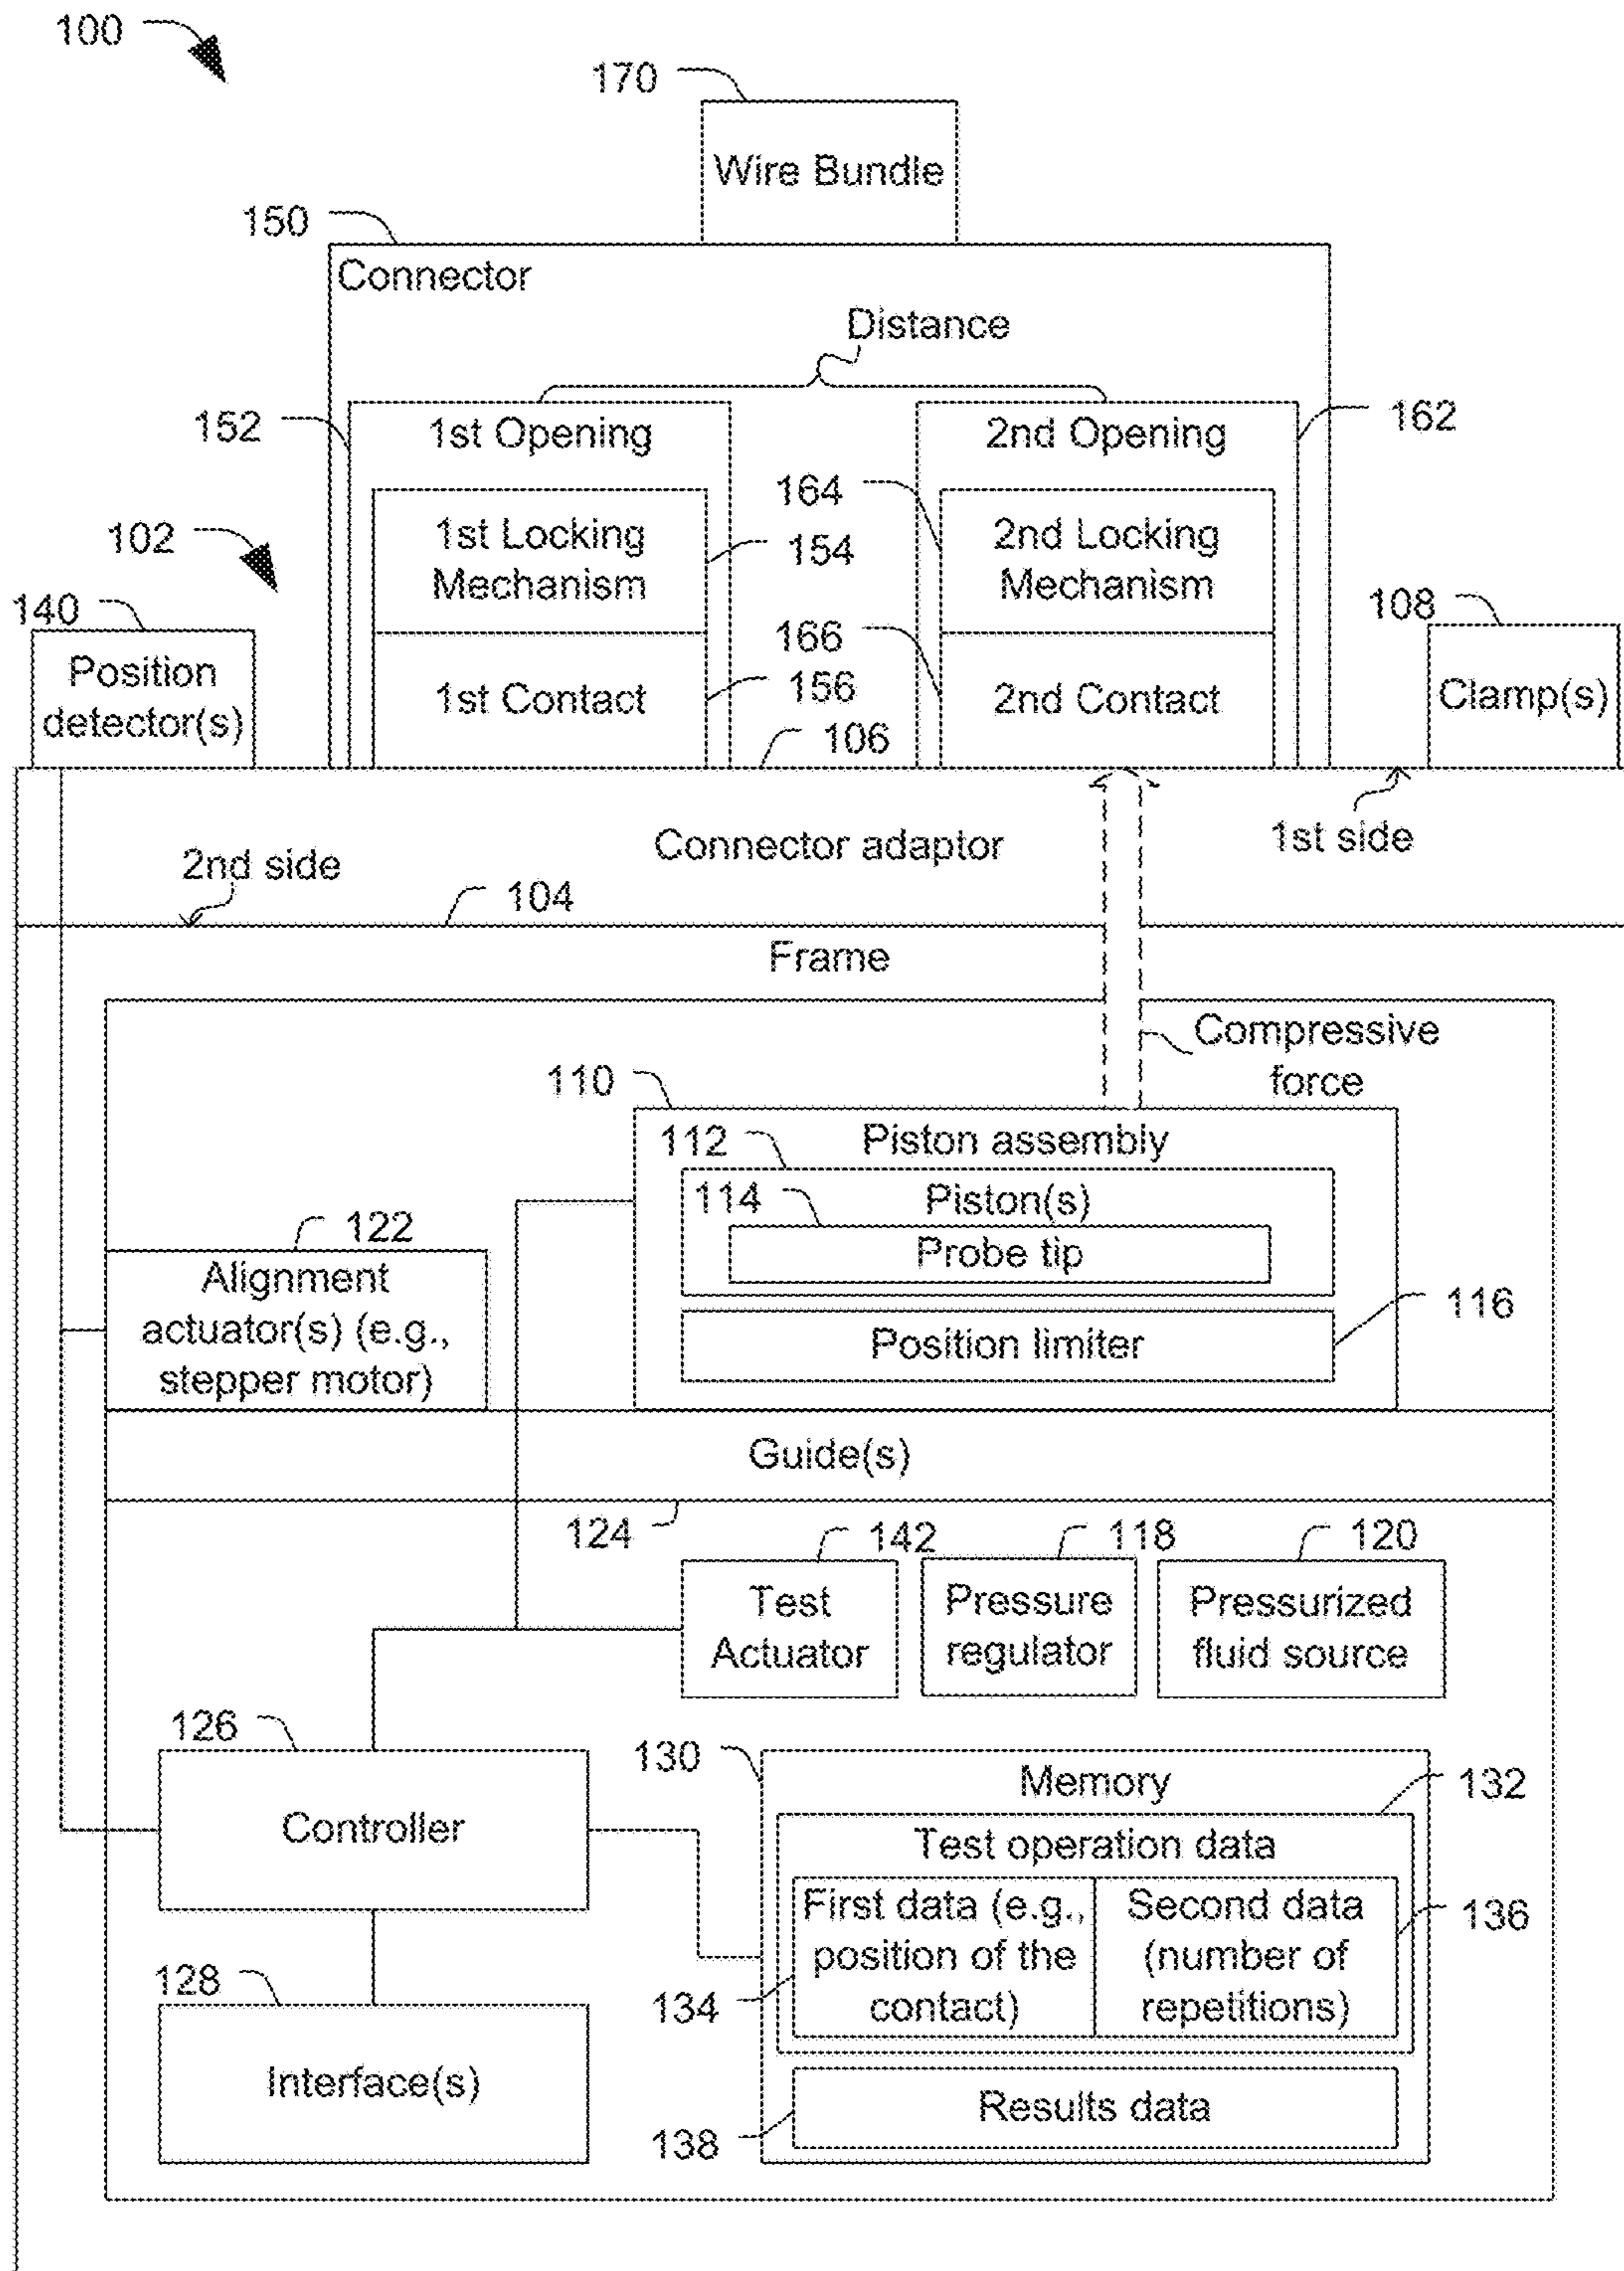 100
170
Wire Bundle
150
Connector
Distance
152
1st Opening
2nd Opening
162
164
102
1st Locking
Mechanism
154
2nd Locking
Mechanism
140
108
166
Position
detector(s)
1st Contact
156
2nd Contact
Clamp(s)
106
1st side
Connector adaptor
2nd side
104
Frame
Compressive
force
110
112
Piston assembly
114
Piston(s)
Probe tip
122
Alignment
actuator(s) (e.g.,
stepper motor)
116
Position limiter
Guide(s)
124
142
118
120
Test
Actuator
Pressure
regulator
Pressurized
fluid source
126
130
Memory
132
Controller
Test operation data
First data (e.g.,
position of the
contact)
Second data
(number of
repetitions)
136
128
134
Interface(s)
Results data
138